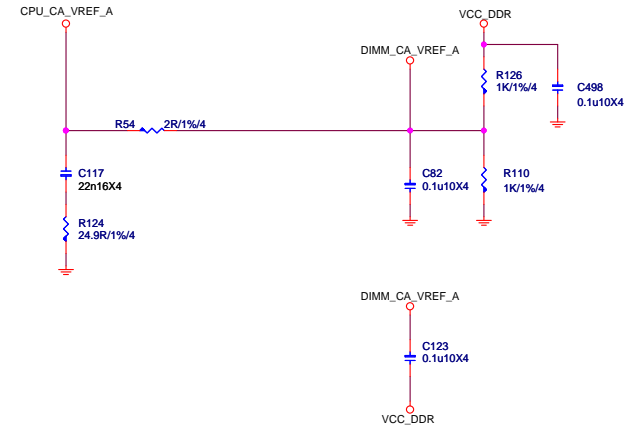 CPU_CA_VREF_A
VCC_DDR
DIMM_CA_VREF_A
R126
1K/1%/4
C498
0.1u10X4
R54
2R/1%/4
C117
22n16X4
C82
0.1u10X4
R110
1K/1%/4
R124
24.9R/1%/4
DIMM_CA_VREF_A
C123
0.1u10X4
VCC_DDR